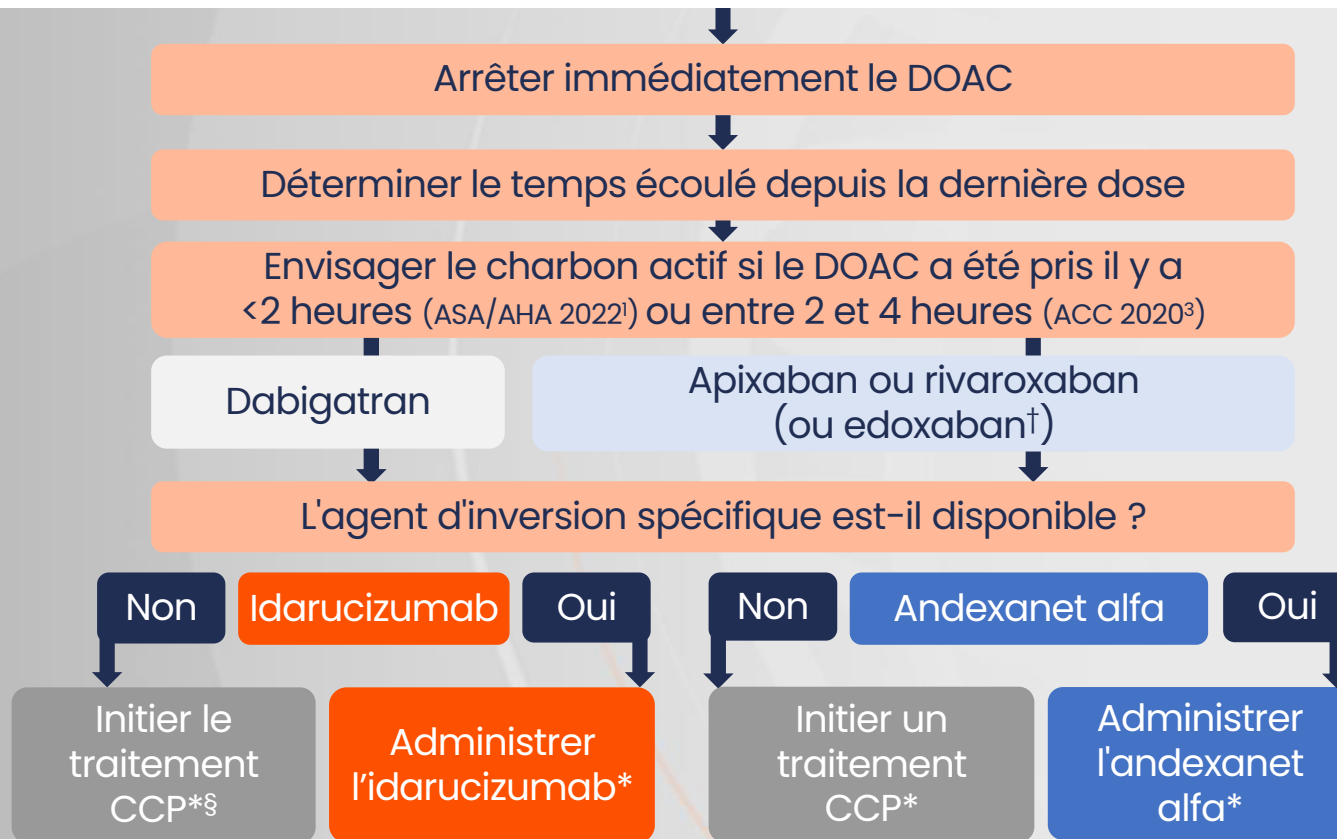 Arrêter immédiatement le DOAC
Déterminer le temps écoulé depuis la dernière dose
Envisager le charbon actif si le DOAC a été pris il y a
<2 heures (ASA/AHA 2022¹) ou entre 2 et 4 heures (ACC 2020³)
Dabigatran
Apixaban ou rivaroxaban
(ou edoxaban†)
L'agent d'inversion spécifique est-il disponible ?
Non
Idarucizumab
Oui
Non
Andexanet alfa
Oui
Initier le
traitement
CCP*§
Administrer
l’idarucizumab*
Initier un
traitement
CCP*
Administrer
l'andexanet
alfa*